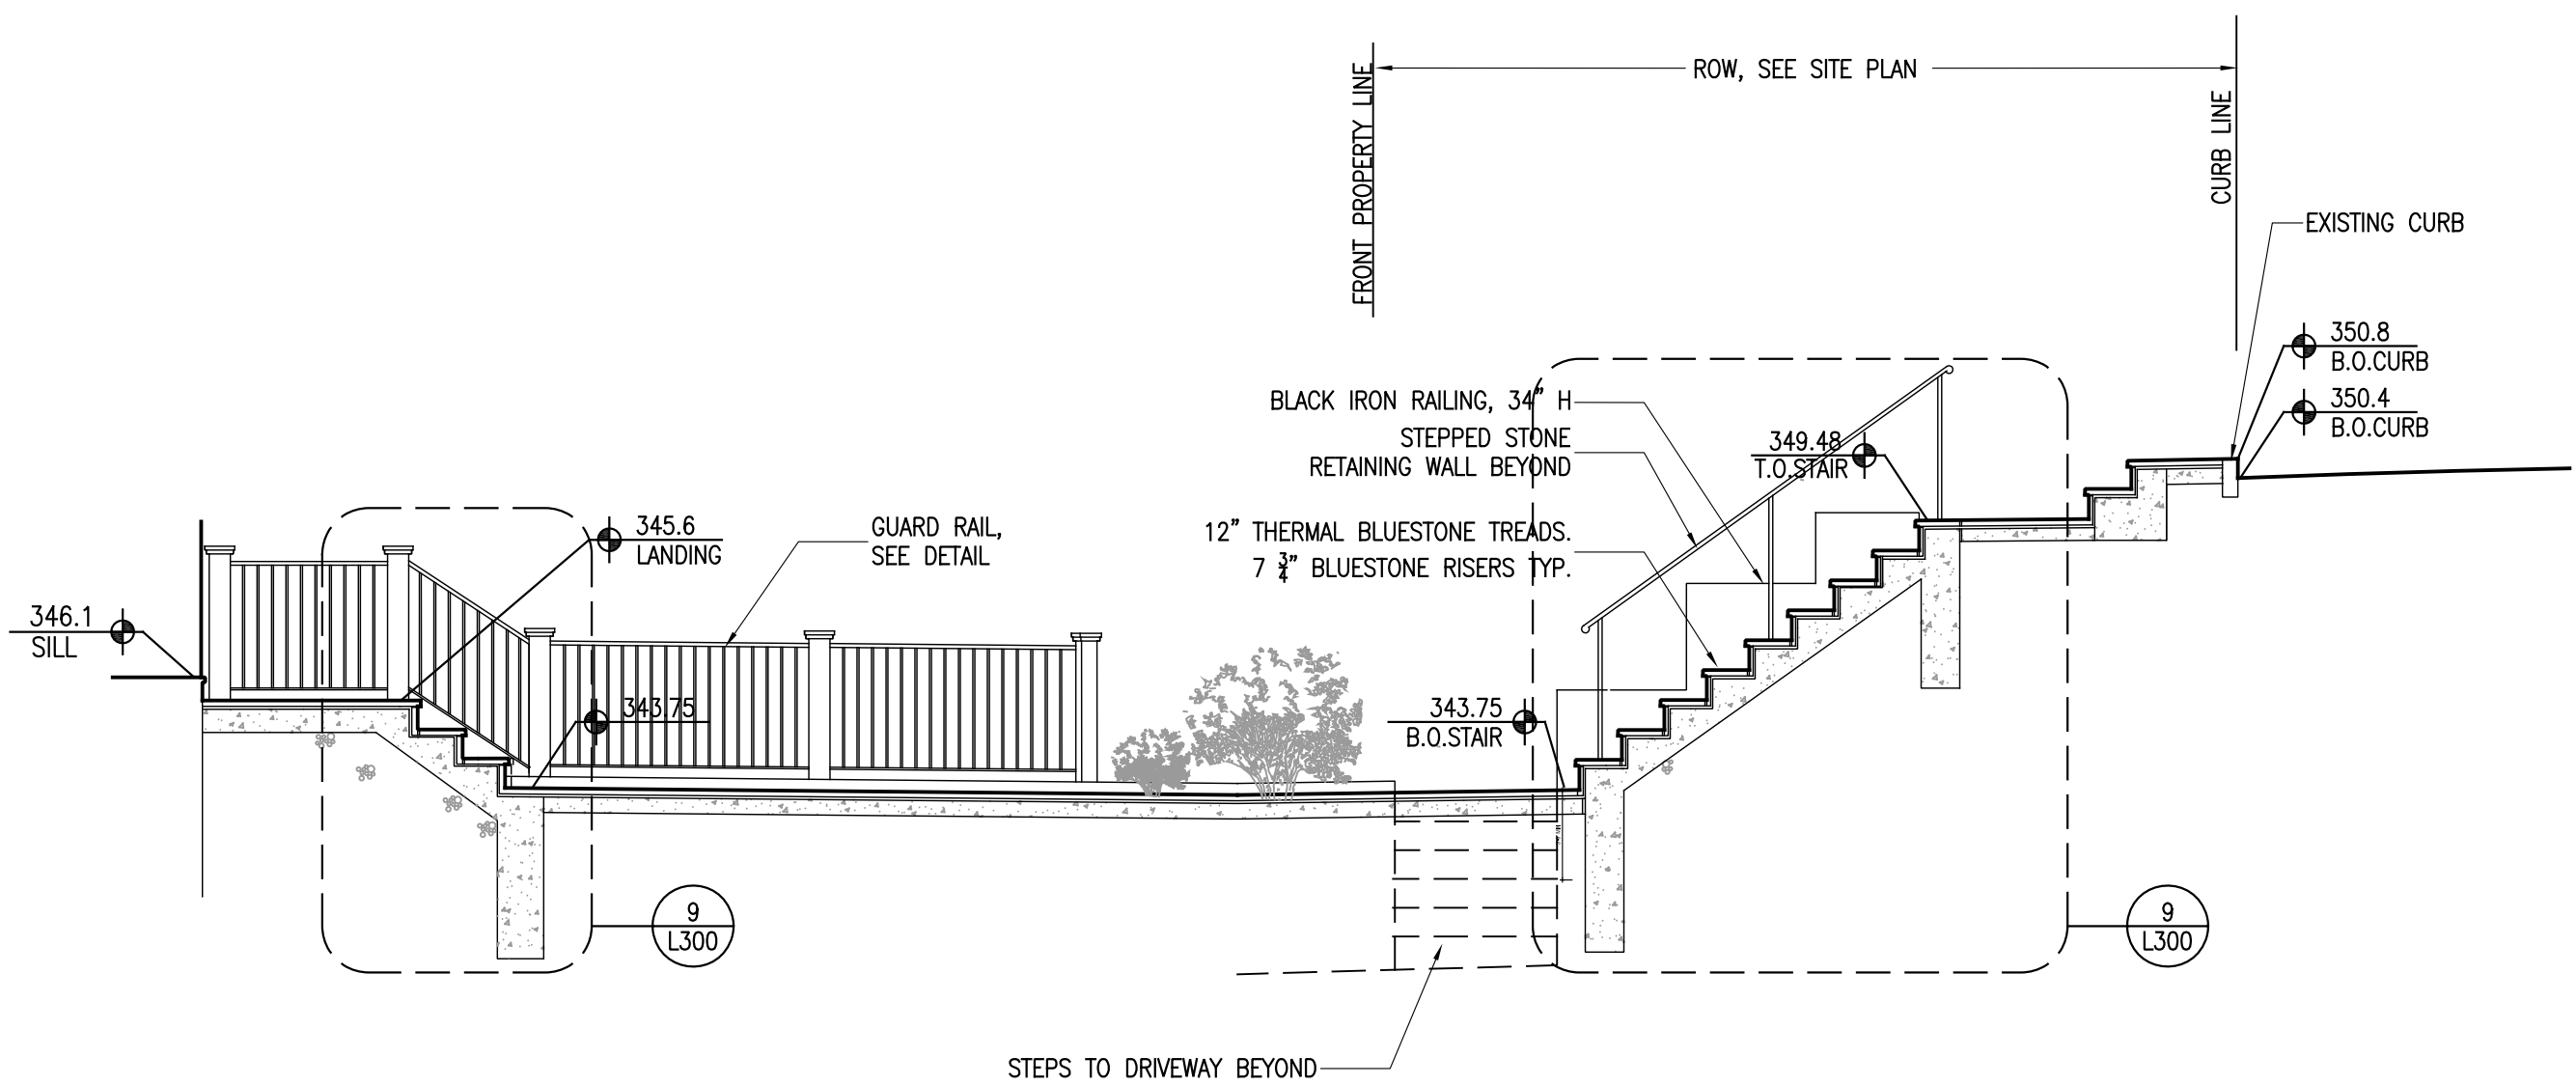 ROW, SEE SITE PLAN
FRONT PROPERTY LINE
CURB LINE
EXISTING CURB
350.8
B.O.CURB
350.4
B.O.CURB
BLACK IRON RAILING, 34" H
STEPPED STONE
RETAINING WALL BEYOND
349.48
T.O.STAIR
12" THERMAL BLUESTONE TREADS.
7 3/4" BLUESTONE RISERS TYP.
345.6
LANDING
GUARD RAIL,
SEE DETAIL
346.1
SILL
343.75
343.75
B.O.STAIR
9
L300
9
L300
STEPS TO DRIVEWAY BEYOND